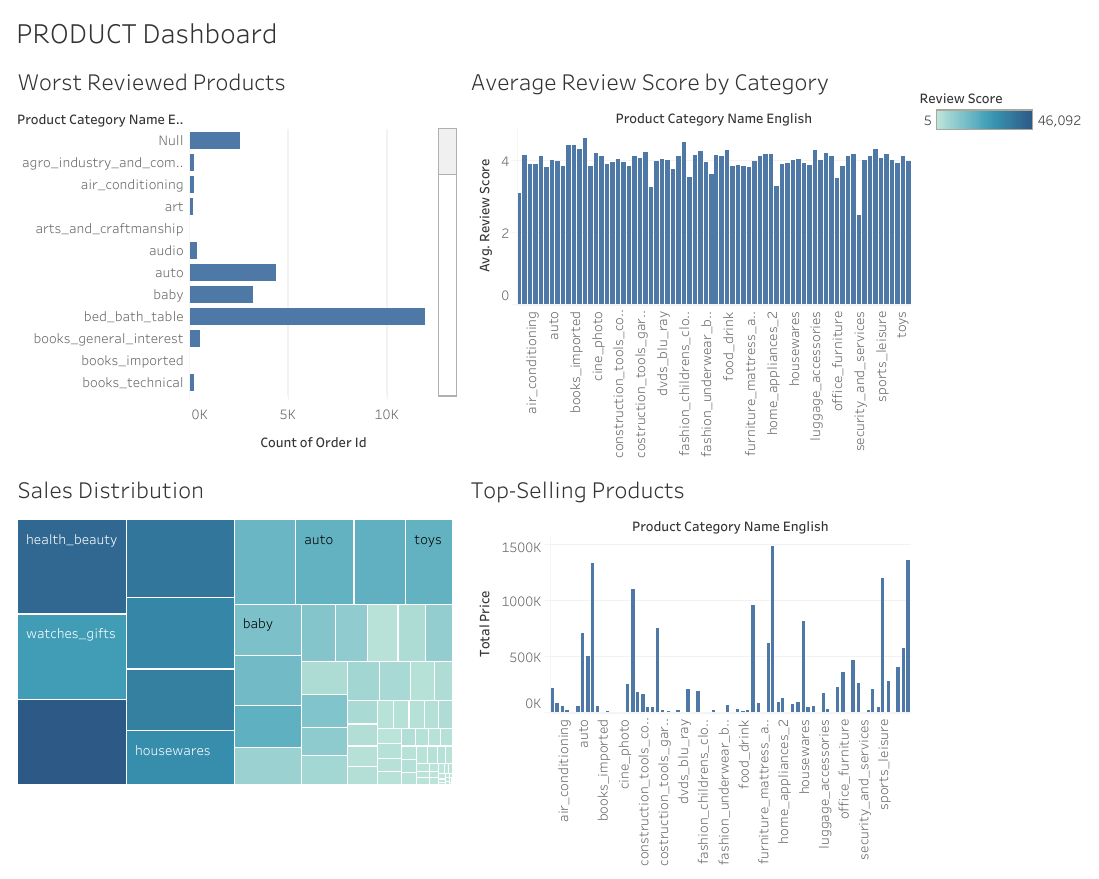 PRODUCT Dashboard
Worst Reviewed Products
Product Category Name E..
Null
agro_industry_and_com..
air_conditioning
art
arts_and_craftmanship
audio
auto
baby
bed_bath_table
books_general_interest
books_imported
books_technical
0K 5K 10K
Count of Order Id
Average Review Score by Category
Product Category Name English
Avg. Review Score
4
2
0
air_conditioning
auto
books_imported
cine_photo
construction_tools_co..
costruction_tools_gar..
dvds_blu_ray
fashion_childrens_clo..
fashion_underwear_b..
food_drink
furniture_mattress_a..
home_appliances_2
housewares
luggage_accessories
office_furniture
security_and_services
sports_leisure
toys
Review Score
5 46,092
Sales Distribution
health_beauty
watches_gifts
housewares
auto
toys
baby
Top-Selling Products
Product Category Name English
Total Price
1500K
1000K
500K
0K
air_conditioning
auto
books_imported
cine_photo
construction_tools_co..
costruction_tools_gar..
dvds_blu_ray
fashion_childrens_clo..
fashion_underwear_b..
food_drink
furniture_mattress_a..
home_appliances_2
housewares
luggage_accessories
office_furniture
security_and_services
sports_leisure